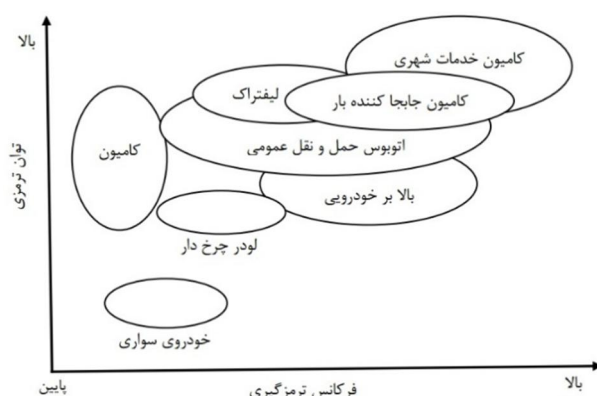 بالا
کامیون خدمات شهری
لیفتراک
کامیون جابجا کننده بار
اتوبوس حمل و نقل عمومی
کامیون
توان ترمزی
بالا بر خودرویی
لودر چرخ دار
خودروی سواری
پایین
فرکانس ترمزگیری
بالا